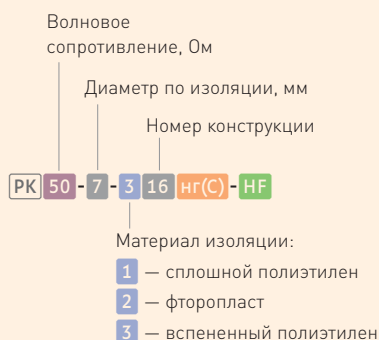 Волновое
сопротивление, Ом
Диаметр по изоляции, мм
Номер конструкции
РК 50 - 7 - 3 16 нг(С) - HF
Материал изоляции:
1 — сплошной полиэтилен
2 — фторопласт
3 — вспененный полиэтилен